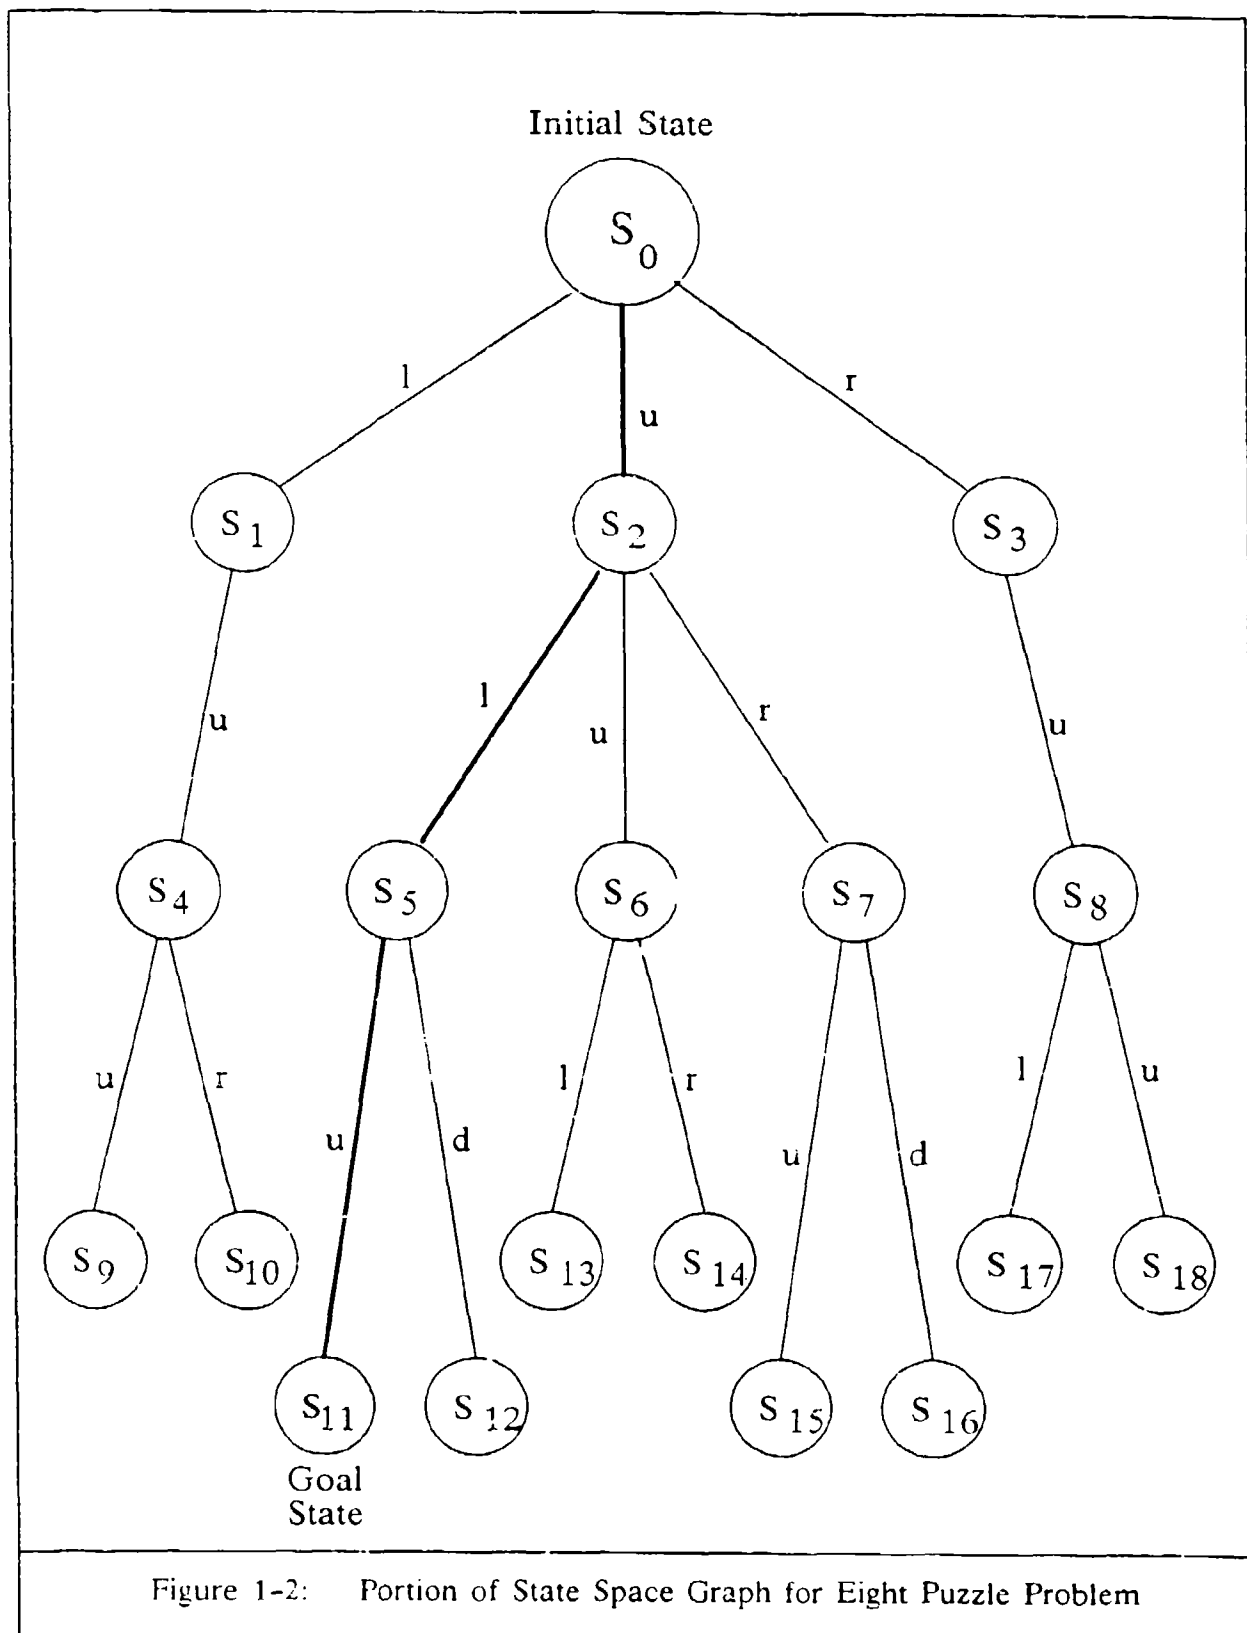 Initial State
S0
l u r
S1 S2 S3
u l u r u
S4 S5 S6 S7 S8
u r u d l r u d l u
S9 S10 S13 S14 S17 S18
S11 S12 S15 S16
Goal
State
Figure 1-2: Portion of State Space Graph for Eight Puzzle Problem